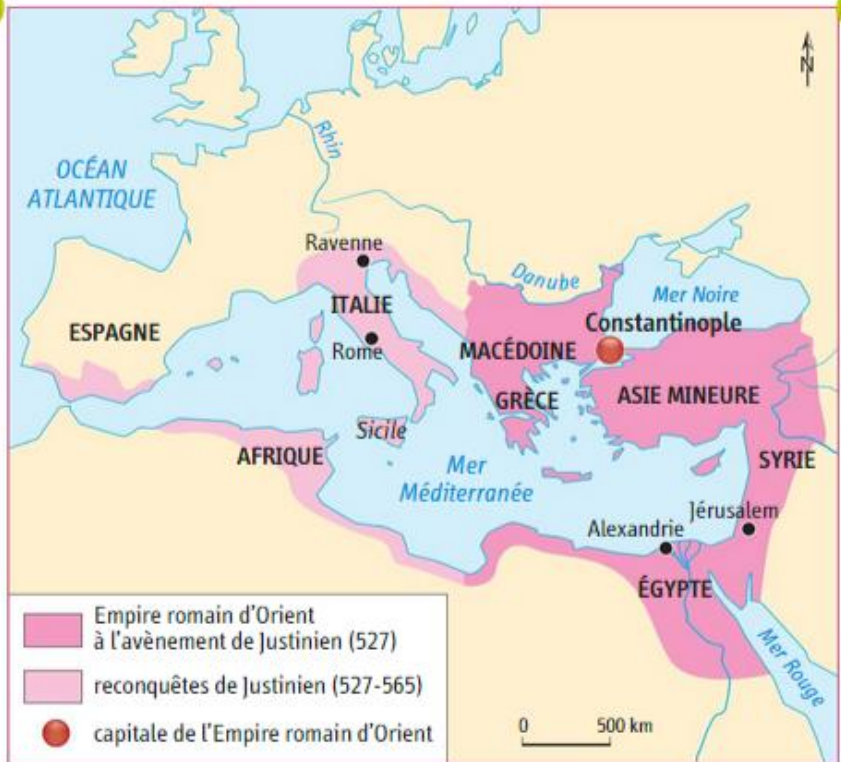 N
OCÉAN
ATLANTIQUE
Rhin
Ravenne
Danube
Mer Noire
ITALIE
Constantinople
ESPAGNE
Rome
MACÉDOINE
GRÈCE
ASIE MINEURE
Sicile
AFRIQUE
SYRIE
Mer
Méditerranée
Jérusalem
Alexandrie
ÉGYPTE
Mer Rouge
Empire romain d'Orient
à l'avènement de Justinien (527)
reconquêtes de Justinien (527-565)
capitale de l'Empire romain d'Orient
0 500 km